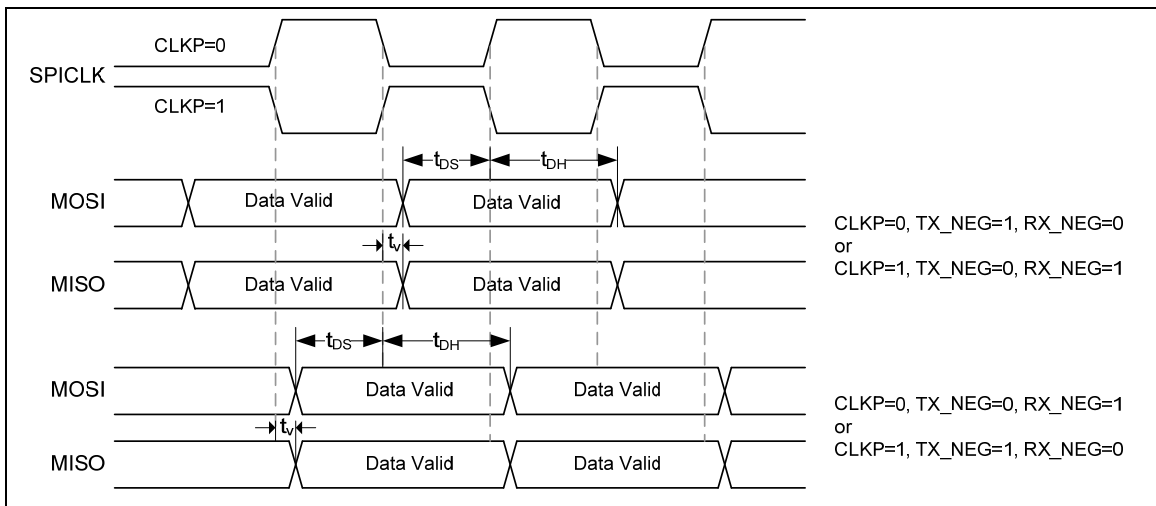 CLKP=0
SPICLK
CLKP=1
tDS tDH
MOSI Data Valid Data Valid
CLKP=0, TX_NEG=1, RX_NEG=0
or
CLKP=1, TX_NEG=0, RX_NEG=1
tv
MISO Data Valid Data Valid
tDS tDH
MOSI Data Valid Data Valid
CLKP=0, TX_NEG=0, RX_NEG=1
or
CLKP=1, TX_NEG=1, RX_NEG=0
tv
MISO Data Valid Data Valid